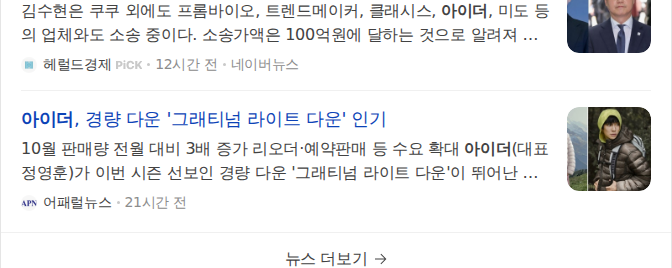 김수현은 쿠쿠 외에도 프롬바이오, 트렌드메이커, 클래시스, 아이더, 미도 등
의 업체와도 소송 중이다. 소송가액은 100억원에 달하는 것으로 알려져 ...
헤럴드경제 PiCK · 12시간 전 · 네이버뉴스
아이더, 경량 다운 '그래티넘 라이트 다운' 인기
10월 판매량 전월 대비 3배 증가 리오더·예약판매 등 수요 확대 아이더(대표
정영훈)가 이번 시즌 선보인 경량 다운 '그래티넘 라이트 다운'이 뛰어난 ...
APN 어패럴뉴스 · 21시간 전
뉴스 더보기 →